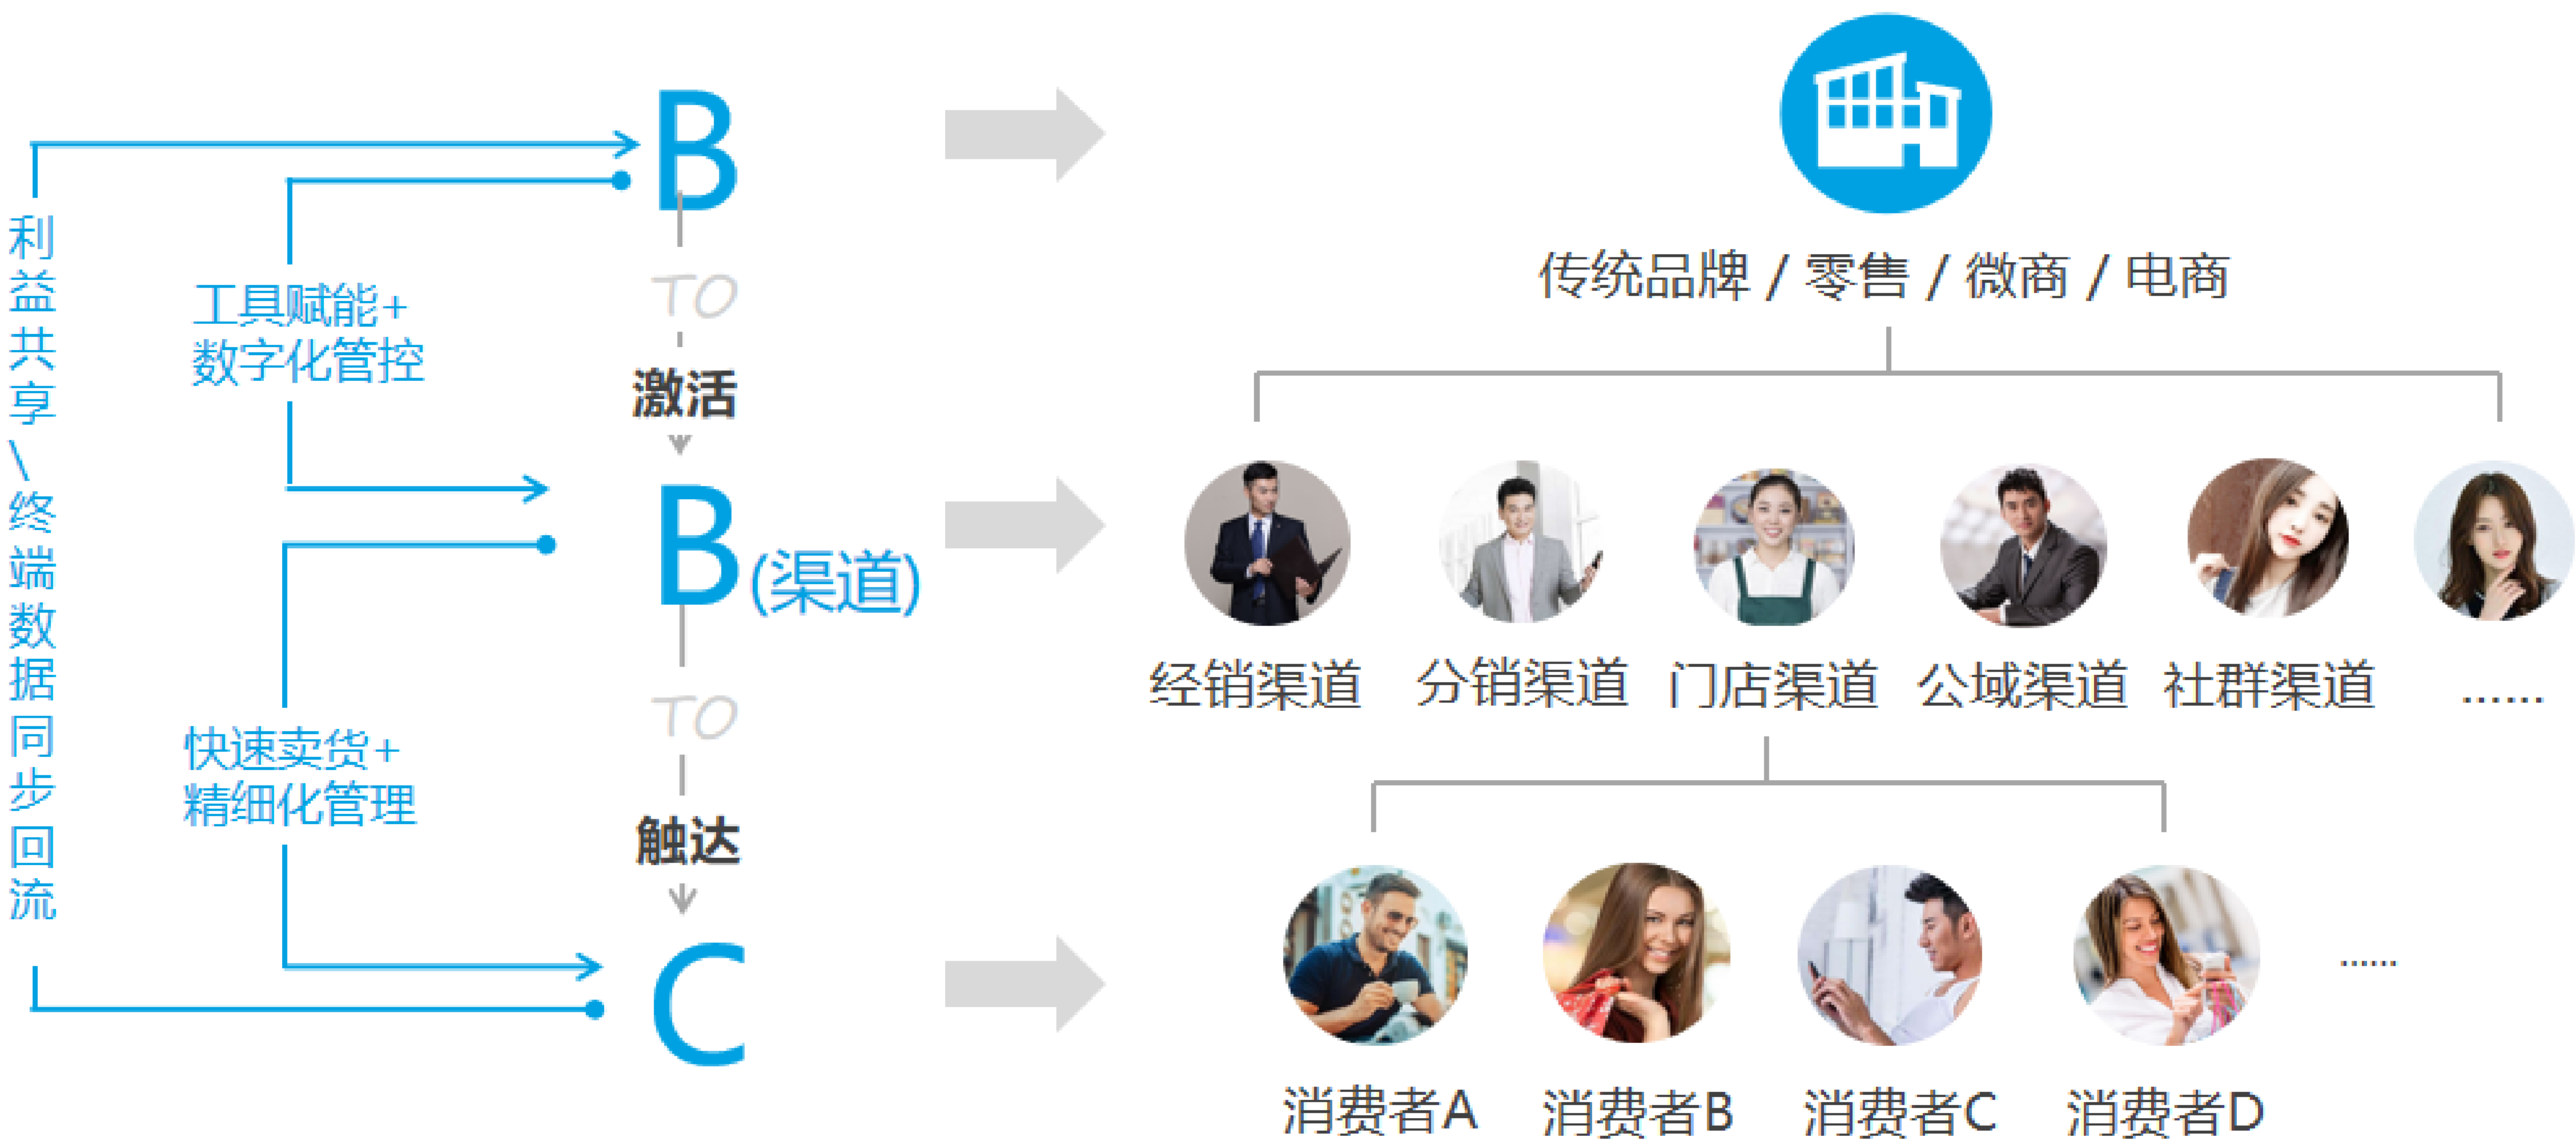 B
TO
激活
B(渠道)
TO
触达
C
利益共享\终端数据同步回流
工具赋能+
数字化管控
快速卖货+
精细化管理
传统品牌 / 零售 / 微商 / 电商
经销渠道 分销渠道 门店渠道 公域渠道 社群渠道 ......
......
消费者A 消费者B 消费者C 消费者D